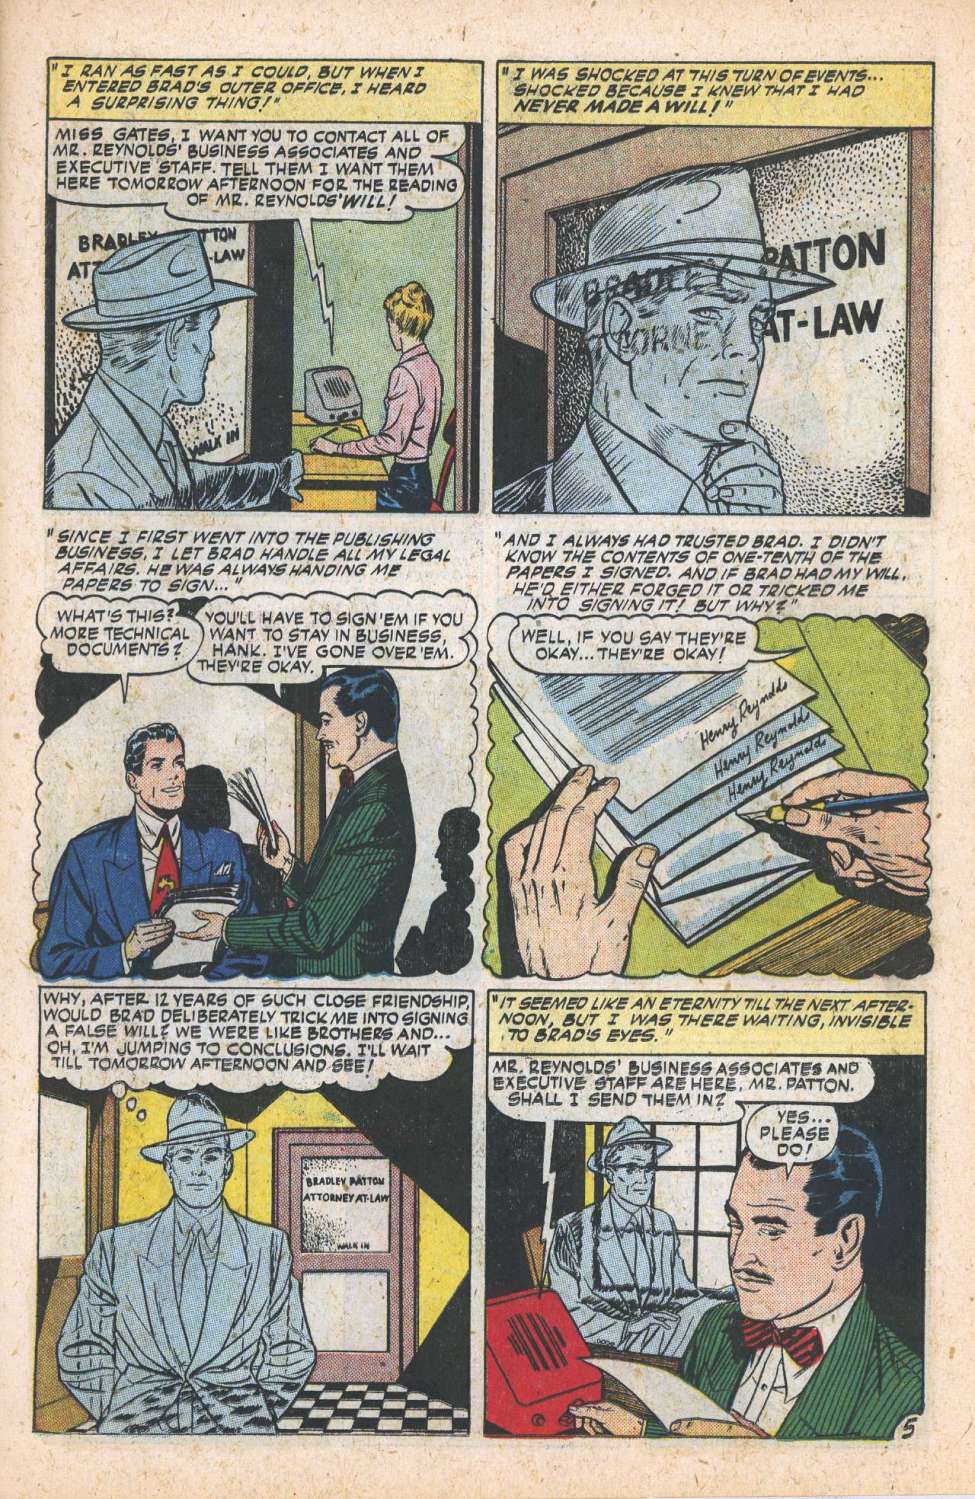 "I RAN AS FAST AS I COULD, BUT WHEN I
ENTERED BRAD'S OUTER OFFICE, I HEARD
A SURPRISING THING!"
MISS GATES, I WANT YOU TO CONTACT ALL OF
MR. REYNOLDS' BUSINESS ASSOCIATES AND
EXECUTIVE STAFF. TELL THEM I WANT THEM
HERE TOMORROW AFTERNOON FOR THE READING
OF MR. REYNOLDS' WILL!
BRADLEY TTON
ATT -LAW
WALK IN
"I WAS SHOCKED AT THIS TURN OF EVENTS...
SHOCKED BECAUSE I KNEW THAT I HAD
NEVER MADE A WILL!"
BRADLEY PATTON
ATTORNEY AT-LAW
"SINCE I FIRST WENT INTO THE PUBLISHING
BUSINESS, I LET BRAD HANDLE ALL MY LEGAL
AFFAIRS. HE WAS ALWAYS HANDING ME
PAPERS TO SIGN..."
WHAT'S THIS?
MORE TECHNICAL
DOCUMENTS?
YOU'LL HAVE TO SIGN 'EM IF YOU
WANT TO STAY IN BUSINESS,
HANK. I'VE GONE OVER 'EM.
THEY'RE OKAY.
"AND I ALWAYS HAD TRUSTED BRAD. I DIDN'T
KNOW THE CONTENTS OF ONE-TENTH OF THE
PAPERS I SIGNED. AND IF BRAD HAD MY WILL,
HE'D EITHER FORGED IT OR TRICKED ME
INTO SIGNING IT! BUT WHY?"
WELL, IF YOU SAY THEY'RE
OKAY... THEY'RE OKAY!
Henry Reynolds
Henry Reynolds
Henry Reynolds
WHY, AFTER 12 YEARS OF SUCH CLOSE FRIENDSHIP,
WOULD BRAD DELIBERATELY TRICK ME INTO SIGNING
A FALSE WILL? WE WERE LIKE BROTHERS AND...
OH, I'M JUMPING TO CONCLUSIONS. I'LL WAIT
TILL TOMORROW AFTERNOON AND SEE!
BRADLEY PATTON
ATTORNEY AT-LAW
WALK IN
"IT SEEMED LIKE AN ETERNITY TILL THE NEXT AFTER-
NOON, BUT I WAS THERE WAITING, INVISIBLE
TO BRAD'S EYES."
MR. REYNOLDS' BUSINESS ASSOCIATES AND
EXECUTIVE STAFF ARE HERE, MR. PATTON.
SHALL I SEND THEM IN?
YES...
PLEASE
DO!
5